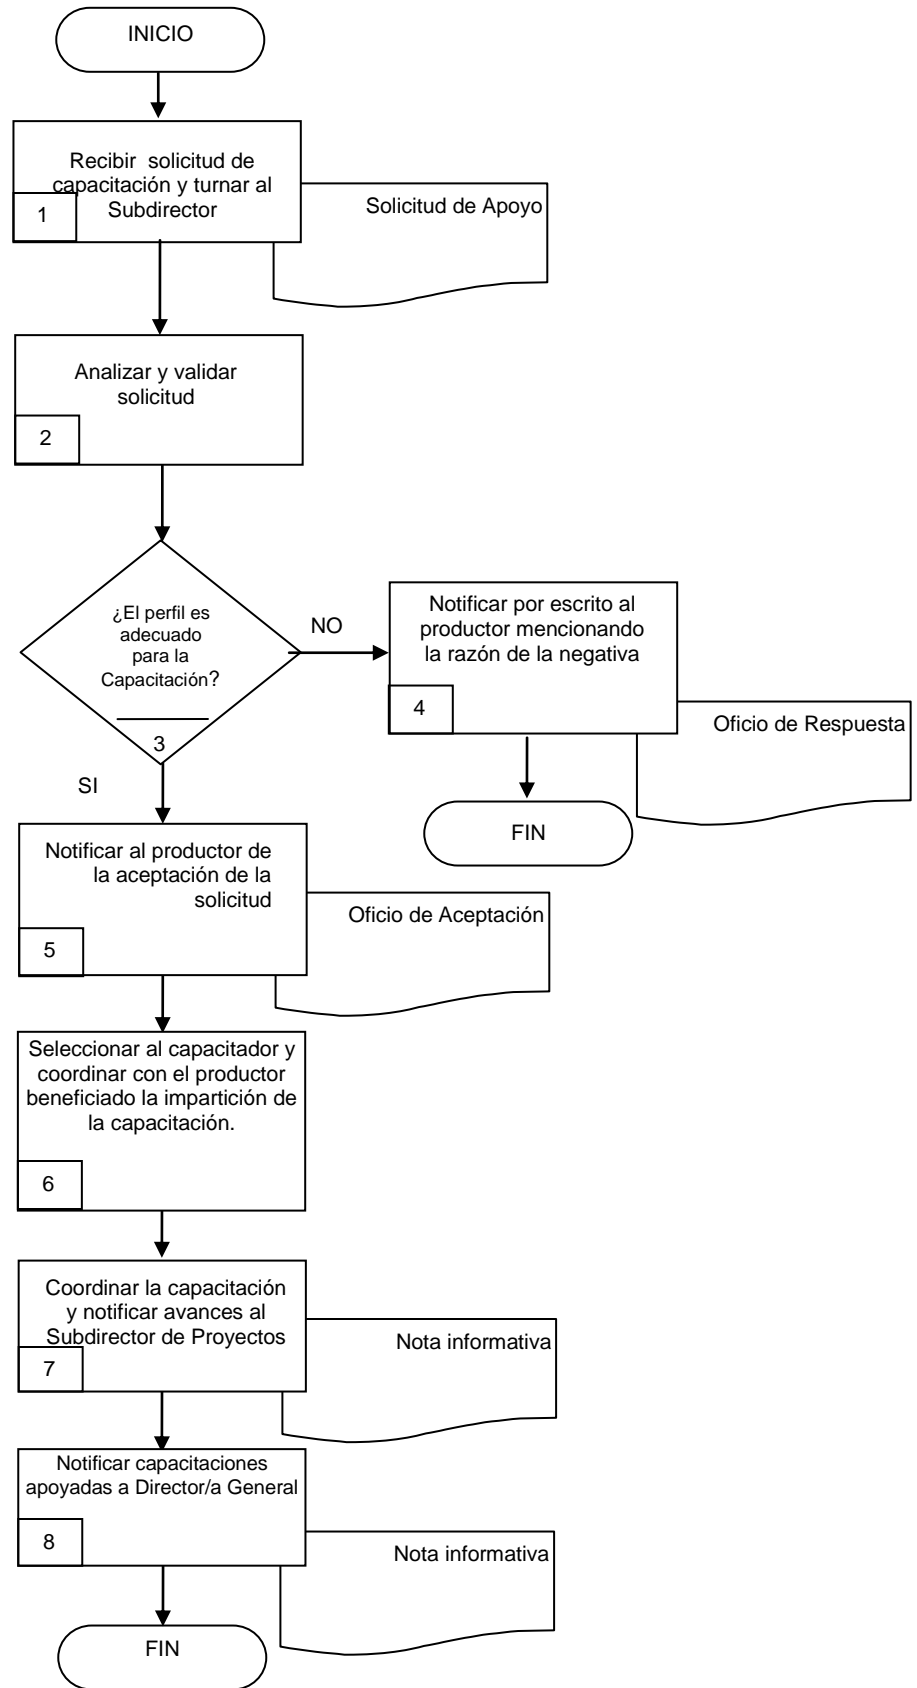 INICIO
Recibir solicitud de
capacitación y turnar al
Subdirector
1
Solicitud de Apoyo
Analizar y validar
solicitud
2
¿El perfil es
adecuado
para la
Capacitación?
3
NO
Notificar por escrito al
productor mencionando
la razón de la negativa
4
Oficio de Respuesta
FIN
SI
Notificar al productor de
la aceptación de la
solicitud
5
Oficio de Aceptación
Seleccionar al capacitador y
coordinar con el productor
beneficiado la impartición de
la capacitación.
6
Coordinar la capacitación
y notificar avances al
Subdirector de Proyectos
7
Nota informativa
Notificar capacitaciones
apoyadas a Director/a General
8
Nota informativa
FIN